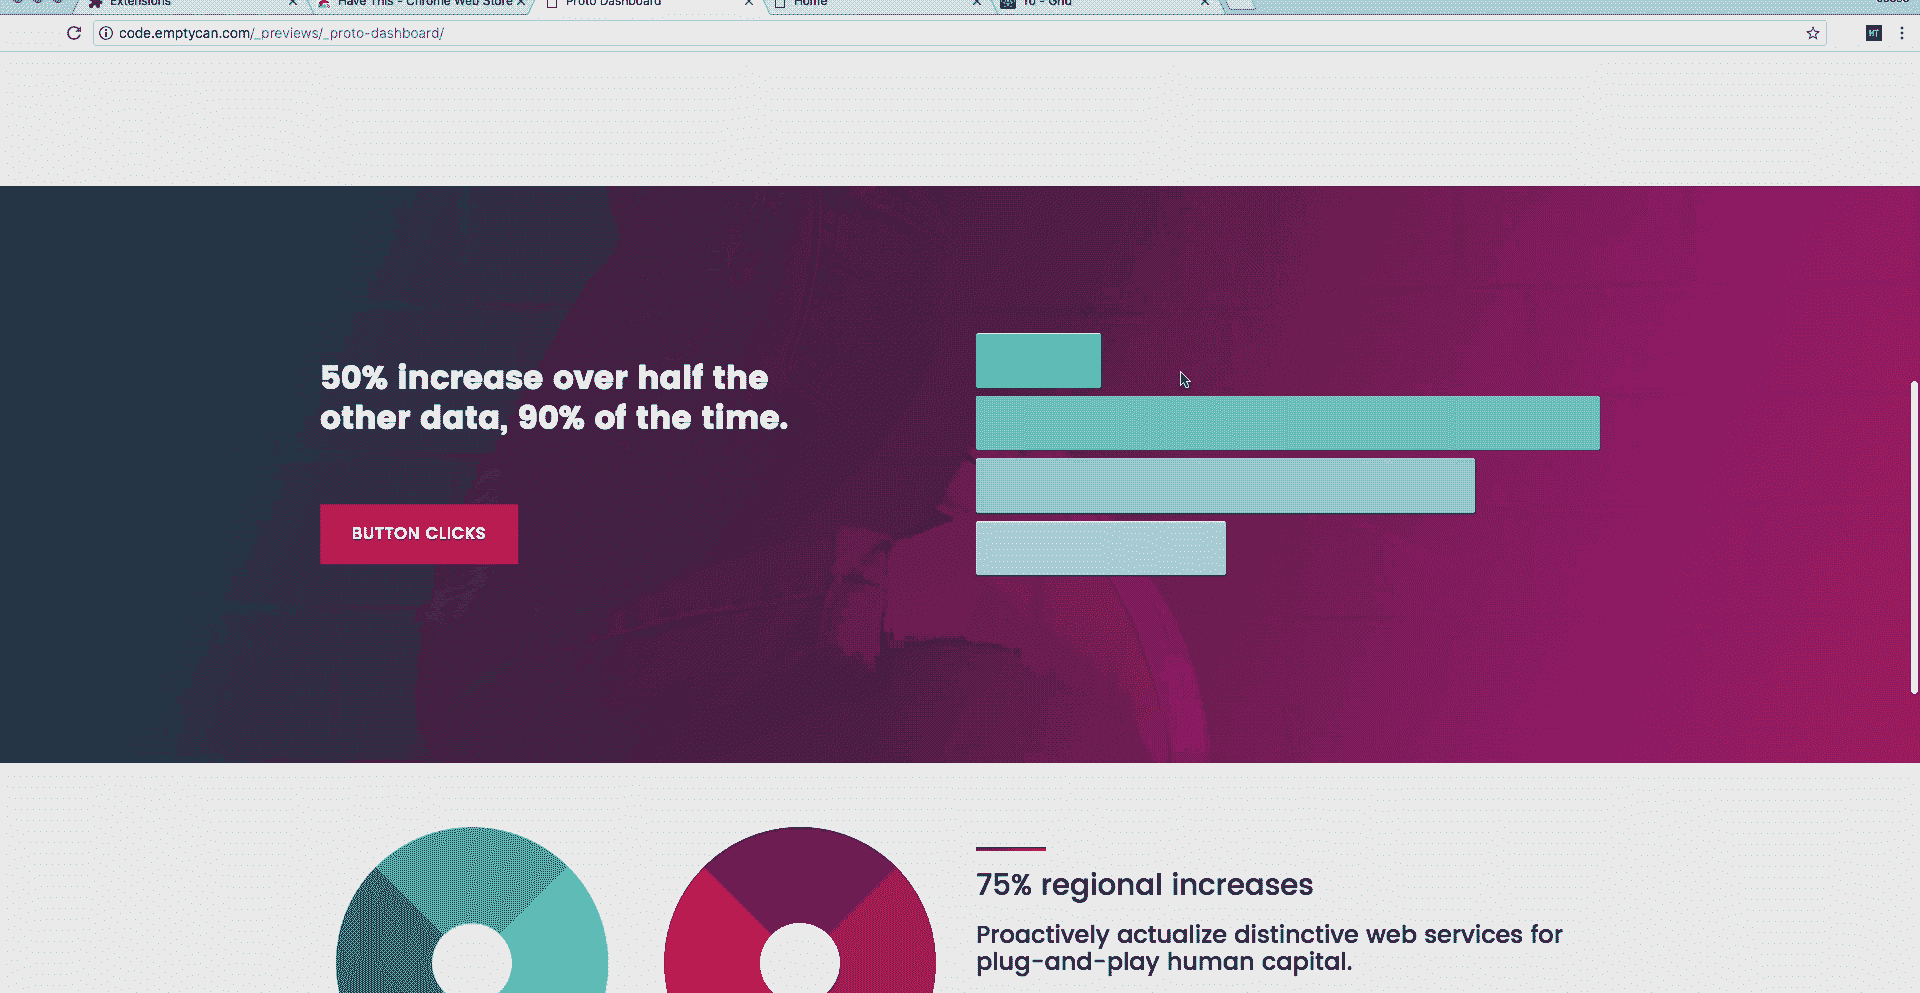 Extensions
Have This - Chrome Web Store
Proto Dashboard
Home
10 - Grid
code.emptycan.com/_previews/_proto-dashboard/
HT
50% increase over half the
other data, 90% of the time.
BUTTON CLICKS
75% regional increases
Proactively actualize distinctive web services for
plug-and-play human capital.